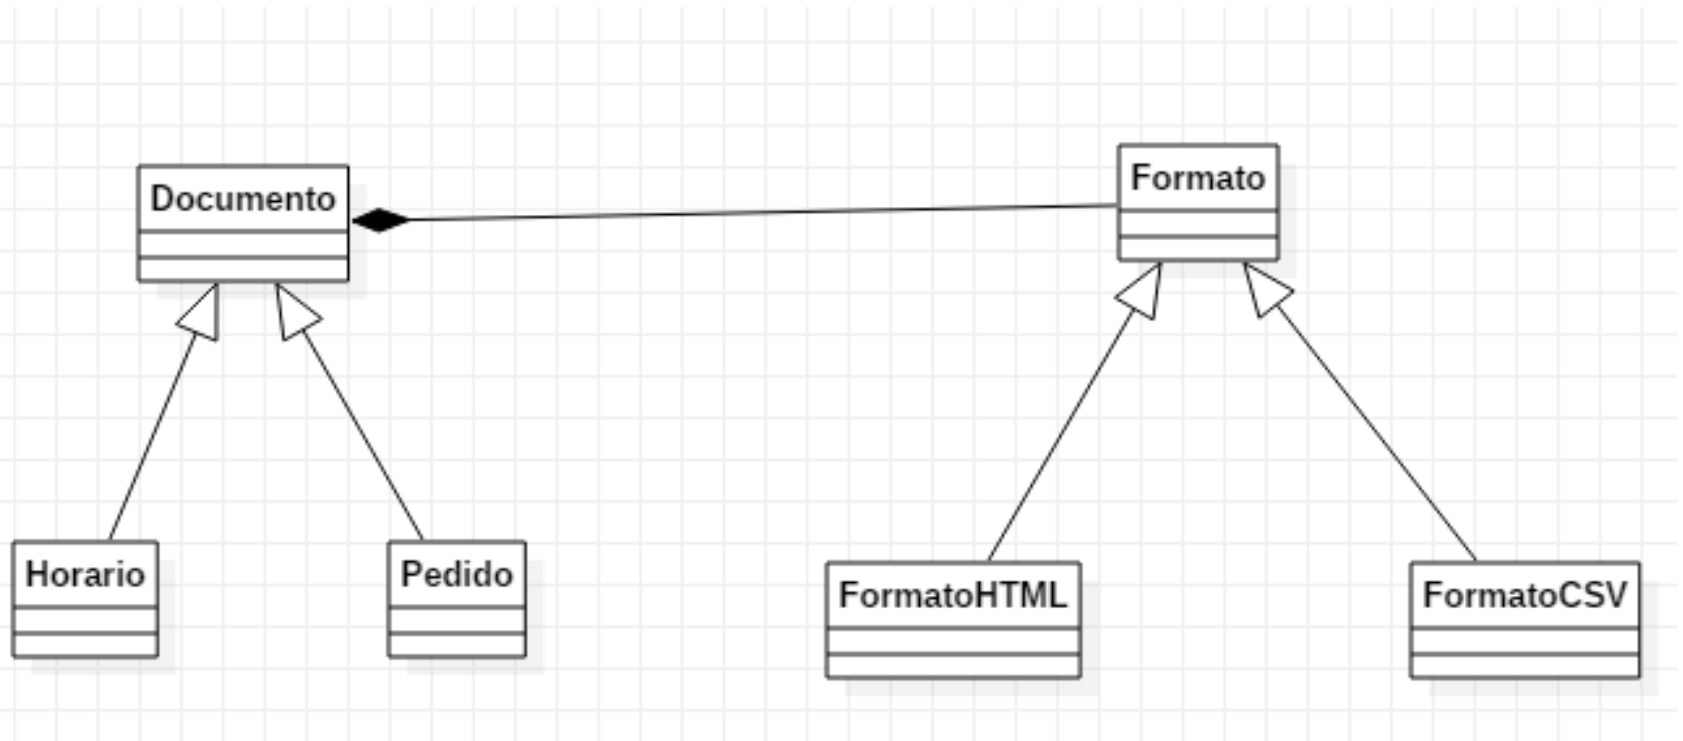 Documento
Formato
Horario
Pedido
FormatoHTML
FormatoCSV